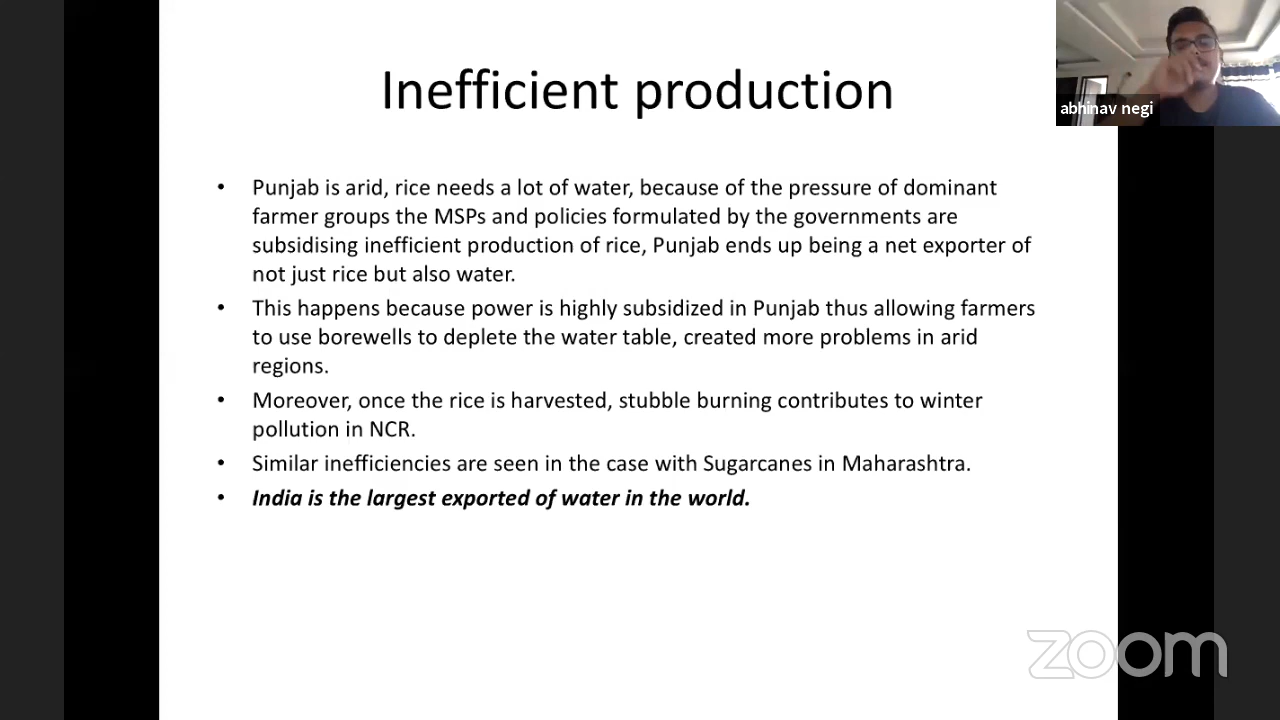 Inefficient production
abhinav negi
• Punjab is arid, rice needs a lot of water, because of the pressure of dominant
farmer groups the MSPs and policies formulated by the governments are
subsidising inefficient production of rice, Punjab ends up being a net exporter of
not just rice but also water.
• This happens because power is highly subsidized in Punjab thus allowing farmers
to use borewells to deplete the water table, created more problems in arid
regions.
• Moreover, once the rice is harvested, stubble burning contributes to winter
pollution in NCR.
• Similar inefficiencies are seen in the case with Sugarcanes in Maharashtra.
• India is the largest exported of water in the world.
zoom